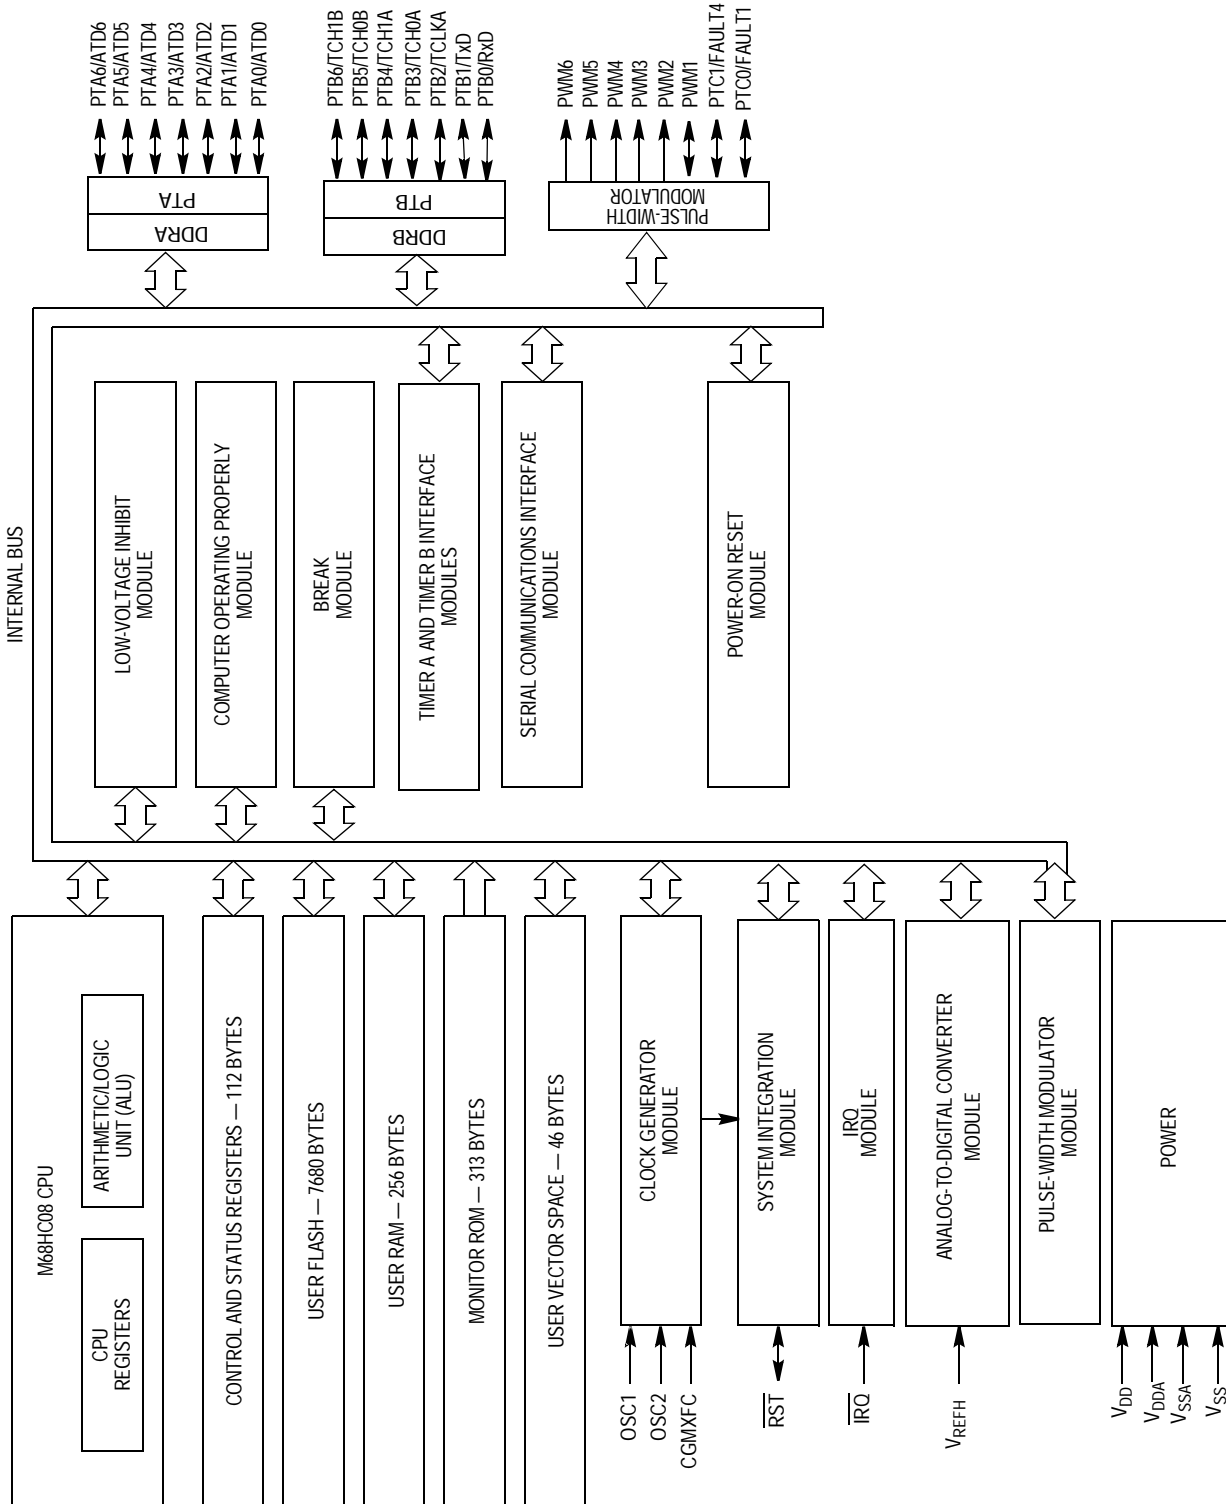 INTERNAL BUS
M68HC08 CPU
CPU
REGISTERS
ARITHMETIC/LOGIC
UNIT (ALU)
CONTROL AND STATUS REGISTERS — 112 BYTES
USER FLASH — 7680 BYTES
USER RAM — 256 BYTES
MONITOR ROM — 313 BYTES
USER VECTOR SPACE — 46 BYTES
OSC1
OSC2
CGMXFC
CLOCK GENERATOR
MODULE
RST
SYSTEM INTEGRATION
MODULE
IRQ
IRQ
MODULE
VREFH
ANALOG-TO-DIGITAL CONVERTER
MODULE
PULSE-WIDTH MODULATOR
MODULE
VDD
VDDA
VSSA
VSS
POWER
LOW-VOLTAGE INHIBIT
MODULE
COMPUTER OPERATING PROPERLY
MODULE
BREAK
MODULE
TIMER A AND TIMER B INTERFACE
MODULES
SERIAL COMMUNICATIONS INTERFACE
MODULE
POWER-ON RESET
MODULE
DDRA
PTA
PTA6/ATD6
PTA5/ATD5
PTA4/ATD4
PTA3/ATD3
PTA2/ATD2
PTA1/ATD1
PTA0/ATD0
DDRB
PTB
PTB6/TCH1B
PTB5/TCH0B
PTB4/TCH1A
PTB3/TCH0A
PTB2/TCLKA
PTB1/TxD
PTB0/RxD
PULSE-WIDTH
MODULATOR
PWM6
PWM5
PWM4
PWM3
PWM2
PWM1
PTC1/FAULT4
PTC0/FAULT1